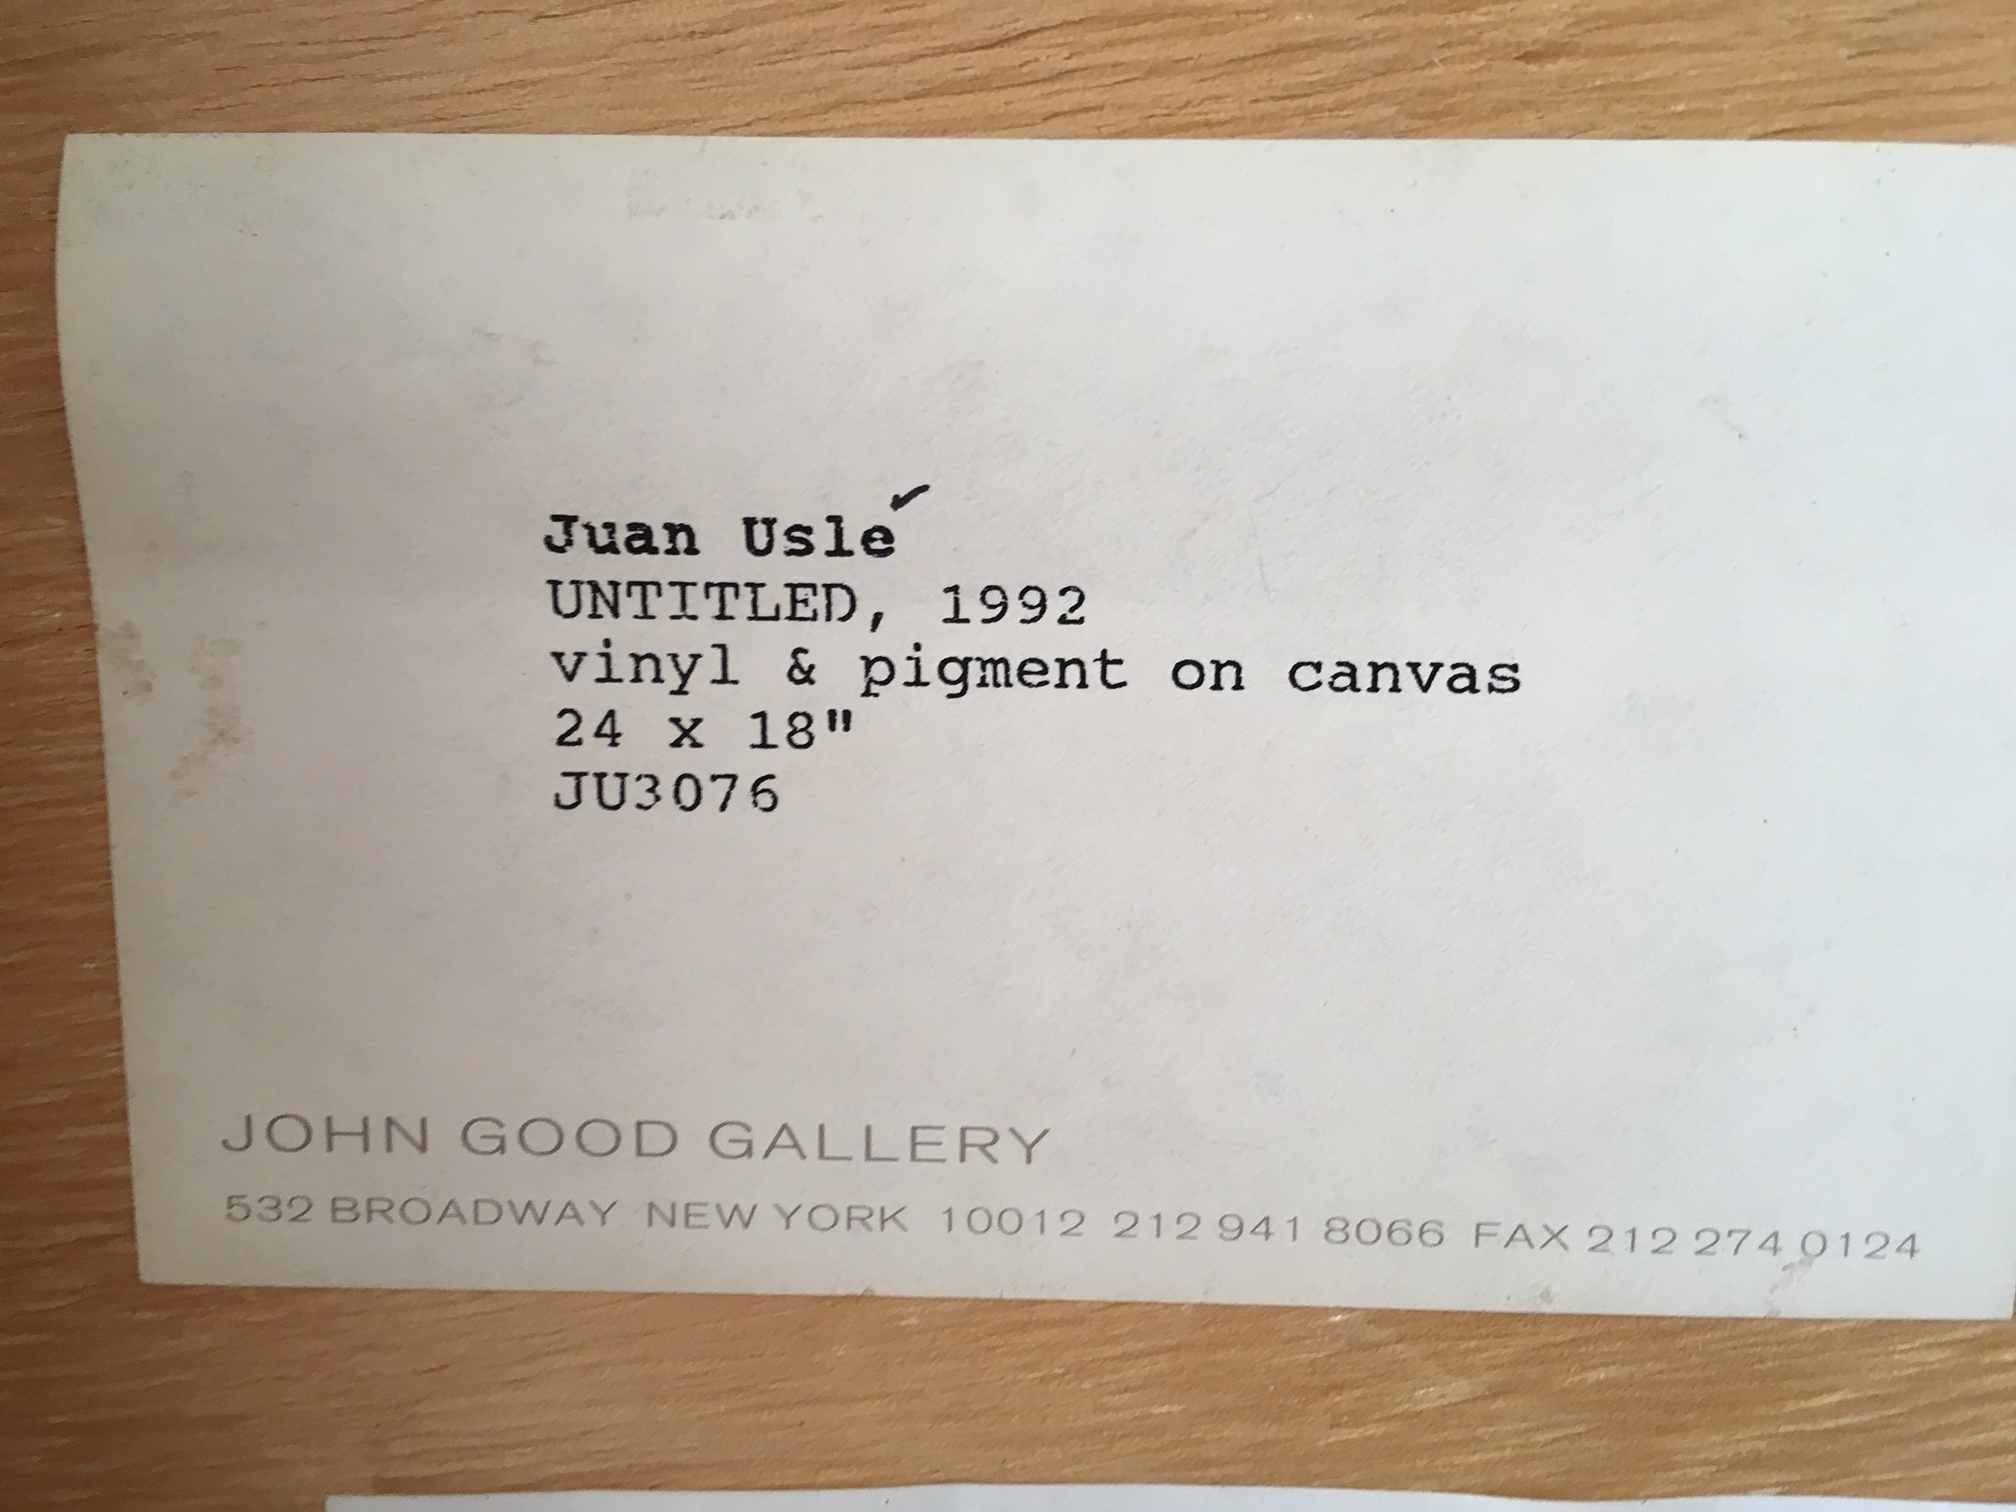 Juan Uslé
UNTITLED, 1992
vinyl & pigment on canvas
24 x 18"
JU3076
JOHN GOOD GALLERY
532 BROADWAY NEW YORK 10012 212 941 8066 FAX 212 274 0124